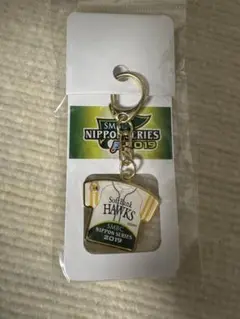 SMBC
NIPPON SERIES
2019
SoftBank
HAWKS
SMBC
NIPPON SERIES
2019